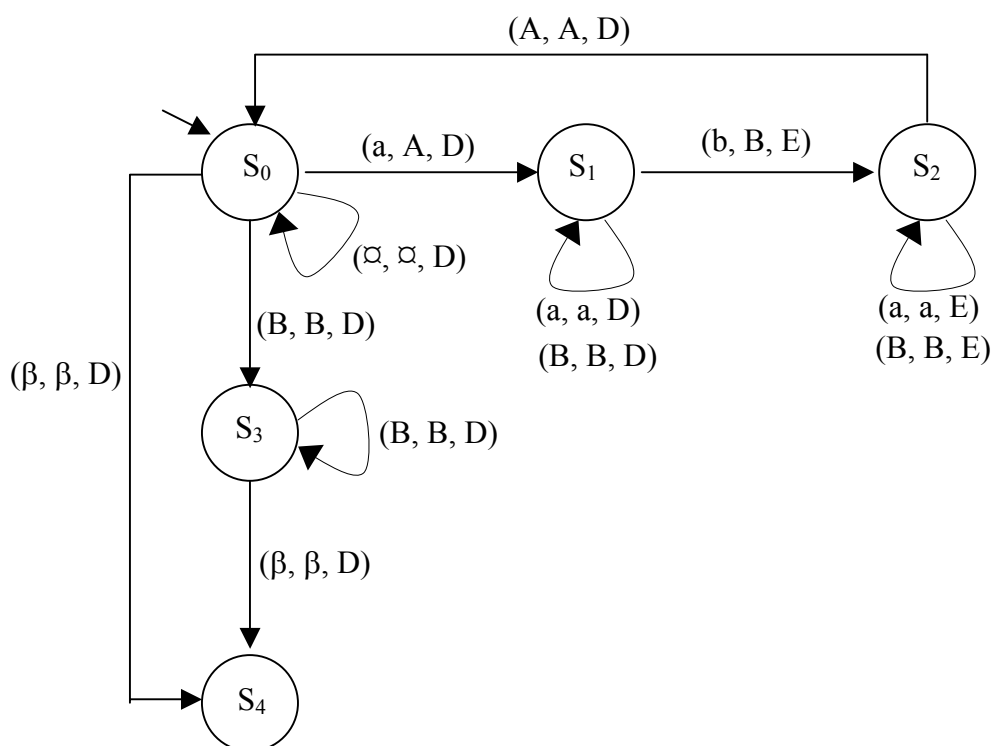 (A, A, D)
S₀
(a, A, D)
S₁
(b, B, E)
S₂
(¤, ¤, D)
(a, a, D)
(B, B, D)
(a, a, E)
(B, B, E)
(B, B, D)
(β, β, D)
S₃
(B, B, D)
(β, β, D)
S₄